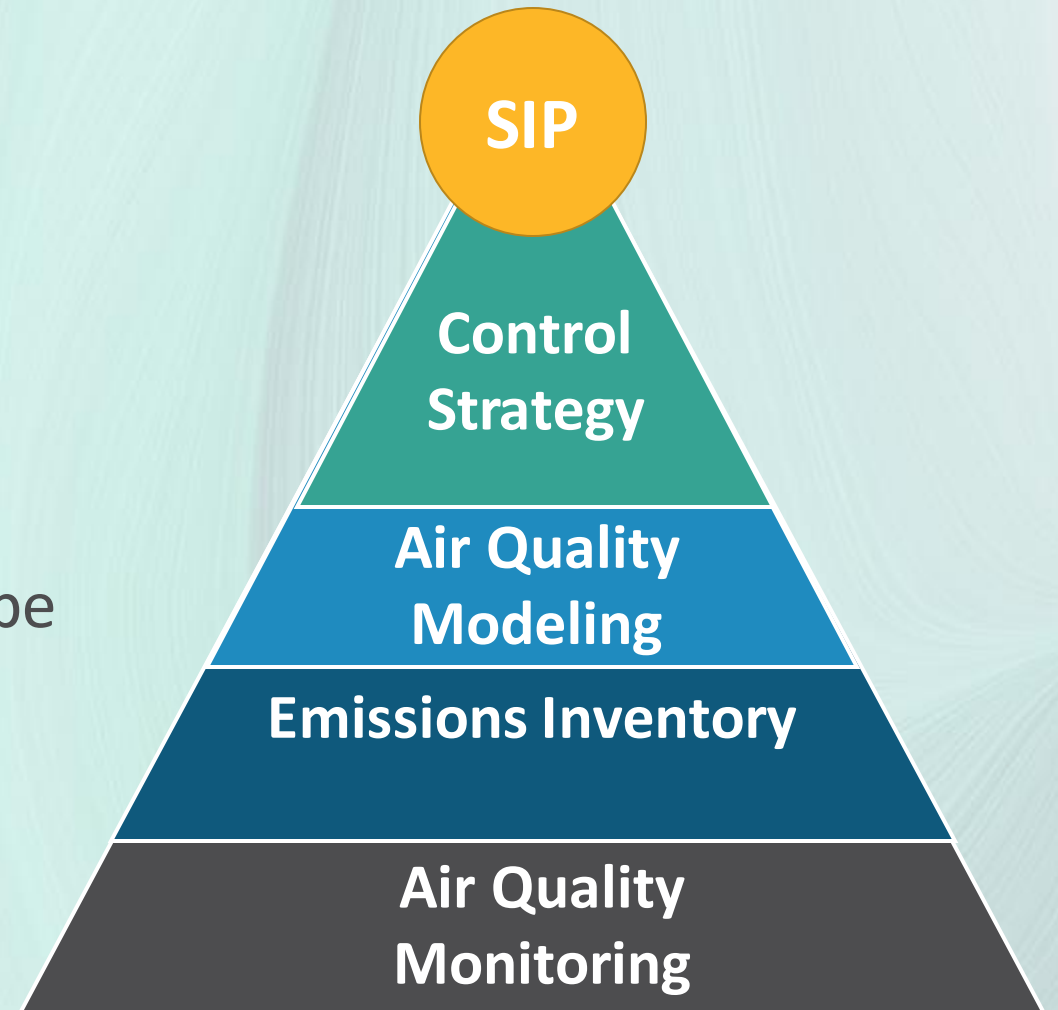 SIP
Control
Strategy
Air Quality
Modeling
Emissions Inventory
Air Quality
Monitoring